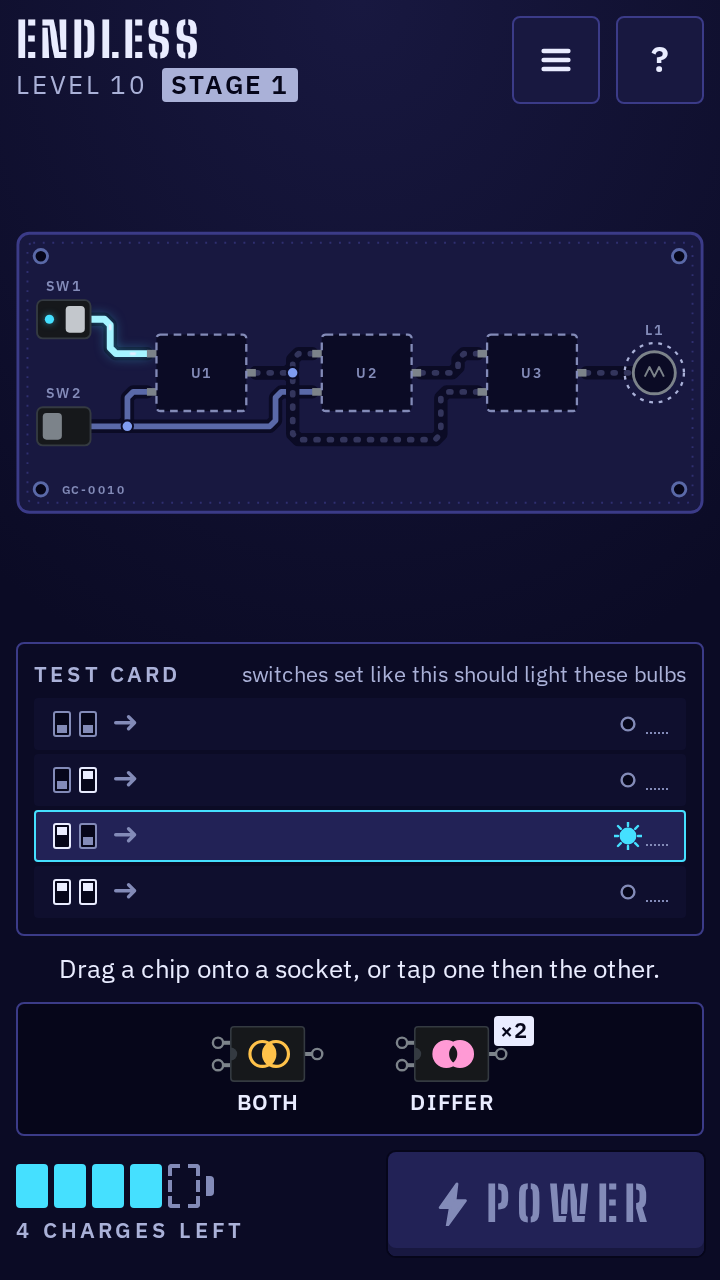 ENDLESS
LEVEL 10 STAGE 1
?
SW1
SW2
U1
U2
U3
L1
GC-0010
TEST CARD switches set like this should light these bulbs
Drag a chip onto a socket, or tap one then the other.
×2
BOTH DIFFER
4 CHARGES LEFT
POWER